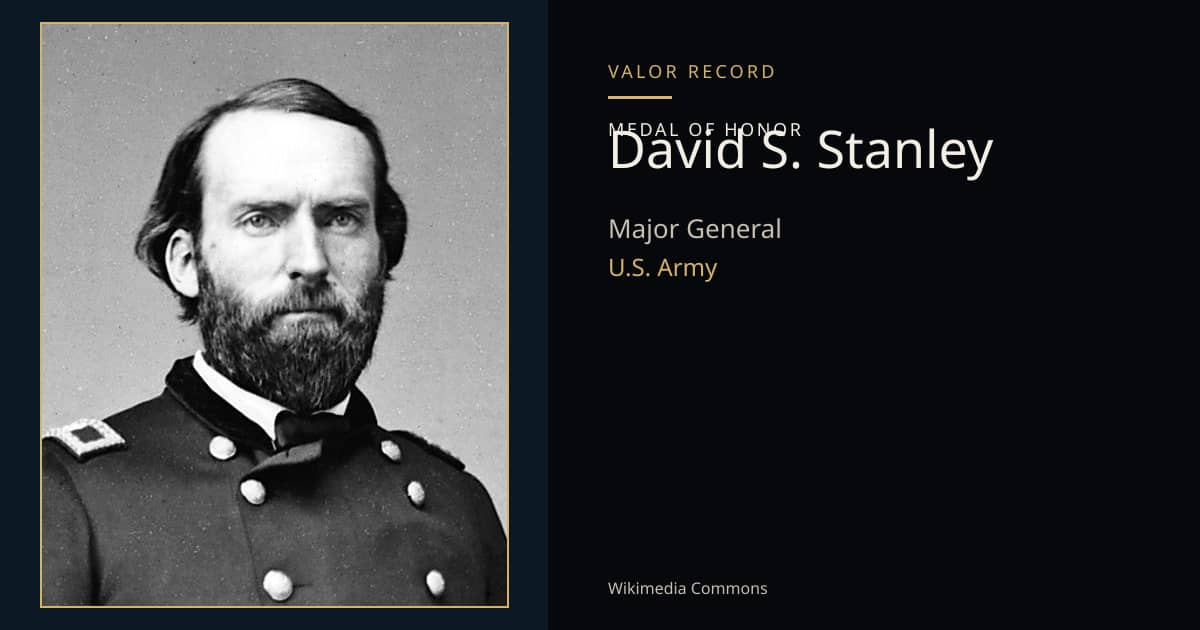 VALOR RECORD
MEDAL OF HONOR
David S. Stanley
Major General
U.S. Army
Wikimedia Commons